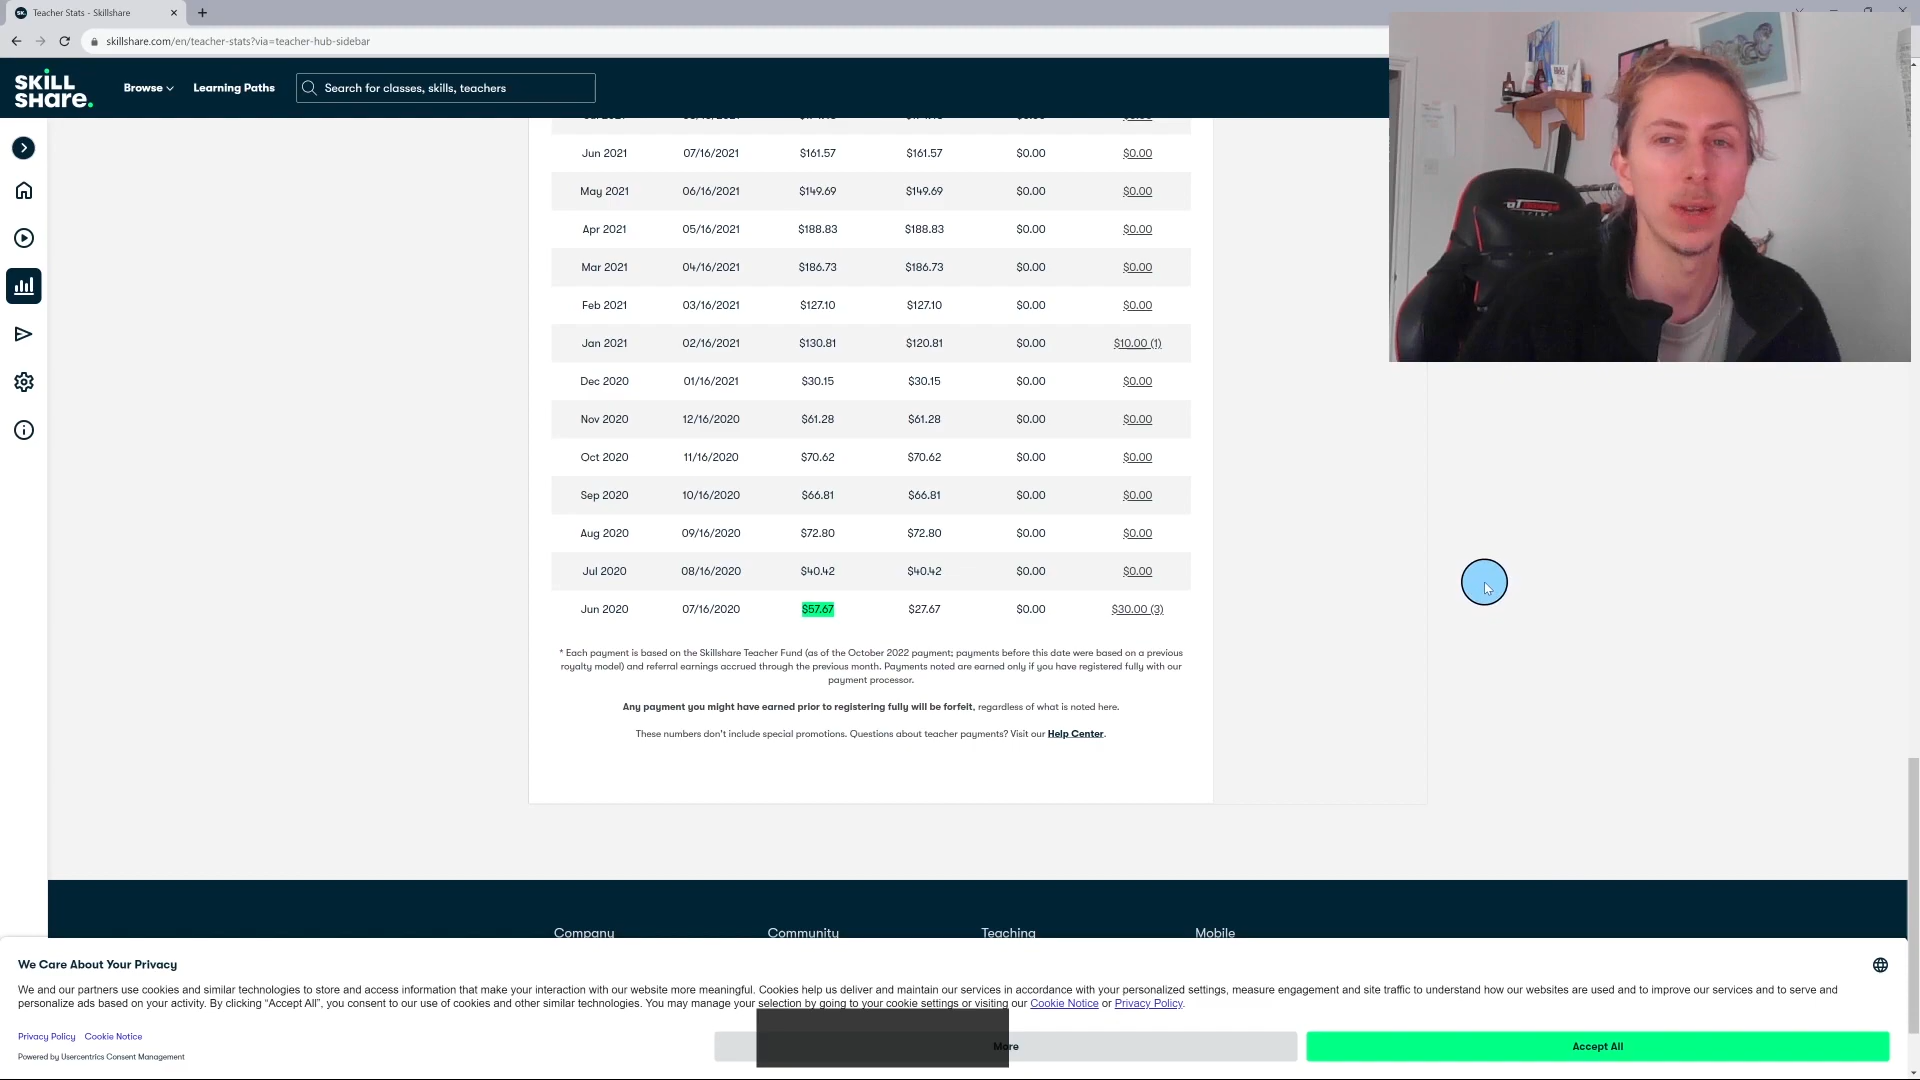 Teacher Stats - Skillshare
skillshare.com/en/teacher-stats?via=teacher-hub-sidebar
SKILL
SHARE.
Browse
Learning Paths
Search for classes, skills, teachers
Jun 2021 07/16/2021 $161.57 $161.57 $0.00 $0.00
May 2021 06/16/2021 $149.69 $149.69 $0.00 $0.00
Apr 2021 05/16/2021 $188.83 $188.83 $0.00 $0.00
Mar 2021 04/16/2021 $186.73 $186.73 $0.00 $0.00
Feb 2021 03/16/2021 $127.10 $127.10 $0.00 $0.00
Jan 2021 02/16/2021 $130.81 $120.81 $0.00 $10.00 (1)
Dec 2020 01/16/2021 $30.15 $30.15 $0.00 $0.00
Nov 2020 12/16/2020 $61.28 $61.28 $0.00 $0.00
Oct 2020 11/16/2020 $70.62 $70.62 $0.00 $0.00
Sep 2020 10/16/2020 $66.81 $66.81 $0.00 $0.00
Aug 2020 09/16/2020 $72.80 $72.80 $0.00 $0.00
Jul 2020 08/16/2020 $40.42 $40.42 $0.00 $0.00
Jun 2020 07/16/2020 $57.67 $27.67 $0.00 $30.00 (3)
* Each payment is based on the Skillshare Teacher Fund (as of the October 2022 payment; payments before this date were based on a previous
royalty model) and referral earnings accrued through the previous month. Payments noted are earned only if you have registered fully with our
payment processor.
Any payment you might have earned prior to registering fully will be forfeit, regardless of what is noted here.
These numbers don't include special promotions. Questions about teacher payments? Visit our Help Center.
Company Community Teaching Mobile
We Care About Your Privacy
We and our partners use cookies and similar technologies to store and access information that make your interaction with our website more meaningful. Cookies help us deliver and maintain our services in accordance with your personalized settings, measure engagement and site traffic to understand how our websites are used and to improve our services and to serve and
personalize ads based on your activity. By clicking "Accept All", you consent to our use of cookies and other similar technologies. You may manage your selection by going to your cookie settings or visiting our Cookie Notice or Privacy Policy.
Privacy Policy Cookie Notice
More
Accept All
Powered by Usercentrics Consent Management